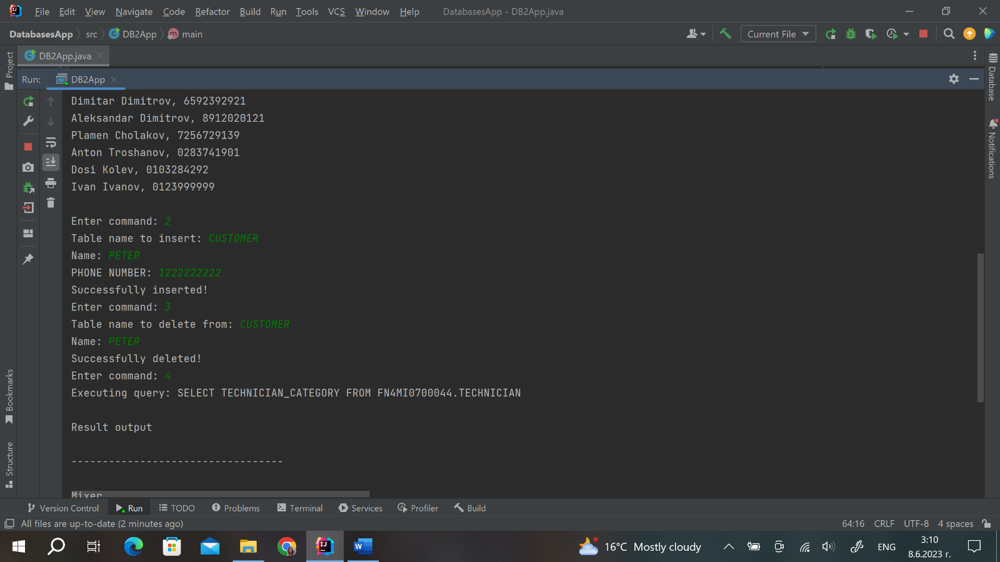 File Edit View Navigate Code Refactor Build Run Tools VCS Window Help DatabasesApp - DB2App.java
DatabasesApp src DB2App main Current File
Project
DB2App.java
Run: DB2App
Database
Notifications
Dimitar Dimitrov, 6592392921
Aleksandar Dimitrov, 8912020121
Plamen Cholakov, 7256729139
Anton Troshanov, 0283741901
Dosi Kolev, 0103284292
Ivan Ivanov, 0123999999
Enter command: 2
Table name to insert: CUSTOMER
Name: PETER
PHONE NUMBER: 1222222222
Successfully inserted!
Enter command: 3
Table name to delete from: CUSTOMER
Name: PETER
Successfully deleted!
Enter command: 4
Executing query: SELECT TECHNICIAN_CATEGORY FROM FN4MI0700044.TECHNICIAN
Result output
----------------------------------
Mixer
Bookmarks
Structure
Version Control Run TODO Problems Terminal Services Profiler Build
All files are up-to-date (2 minutes ago) 64:16 CRLF UTF-8 4 spaces
16°C Mostly cloudy ENG 3:10
8.6.2023 г.